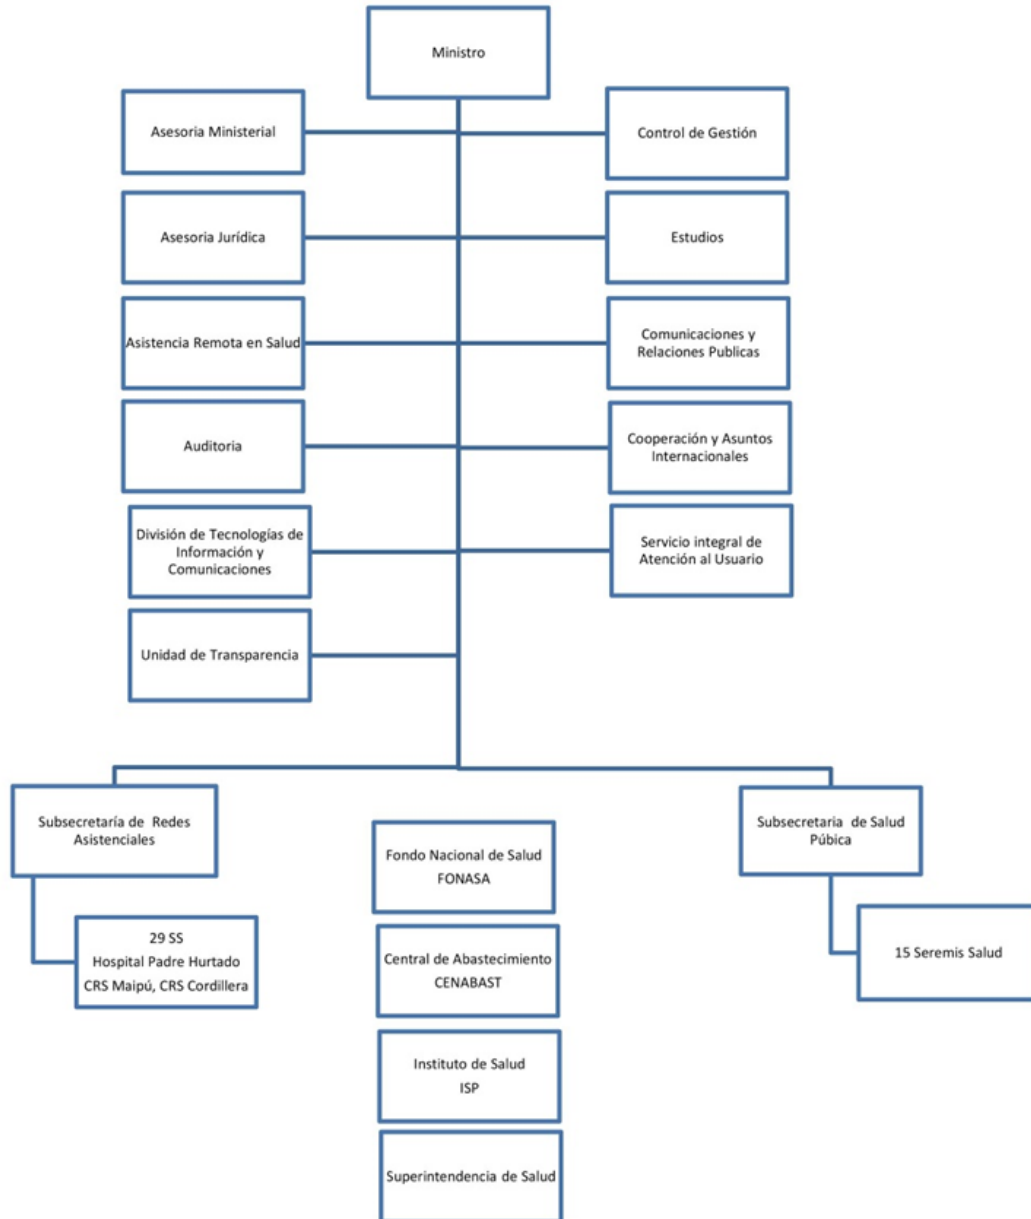 Ministro
Asesoria Ministerial
Control de Gestión
Asesoria Jurídica
Estudios
Asistencia Remota en Salud
Comunicaciones y
Relaciones Publicas
Auditoria
Cooperación y Asuntos
Internacionales
División de Tecnologías de
Información y
Comunicaciones
Servicio integral de
Atención al Usuario
Unidad de Transparencia
Subsecretaría de Redes
Asistenciales
Subsecretaria de Salud
Púbica
Fondo Nacional de Salud
FONASA
29 SS
Hospital Padre Hurtado
CRS Maipú, CRS Cordillera
15 Seremis Salud
Central de Abastecimiento
CENABAST
Instituto de Salud
ISP
Superintendencia de Salud